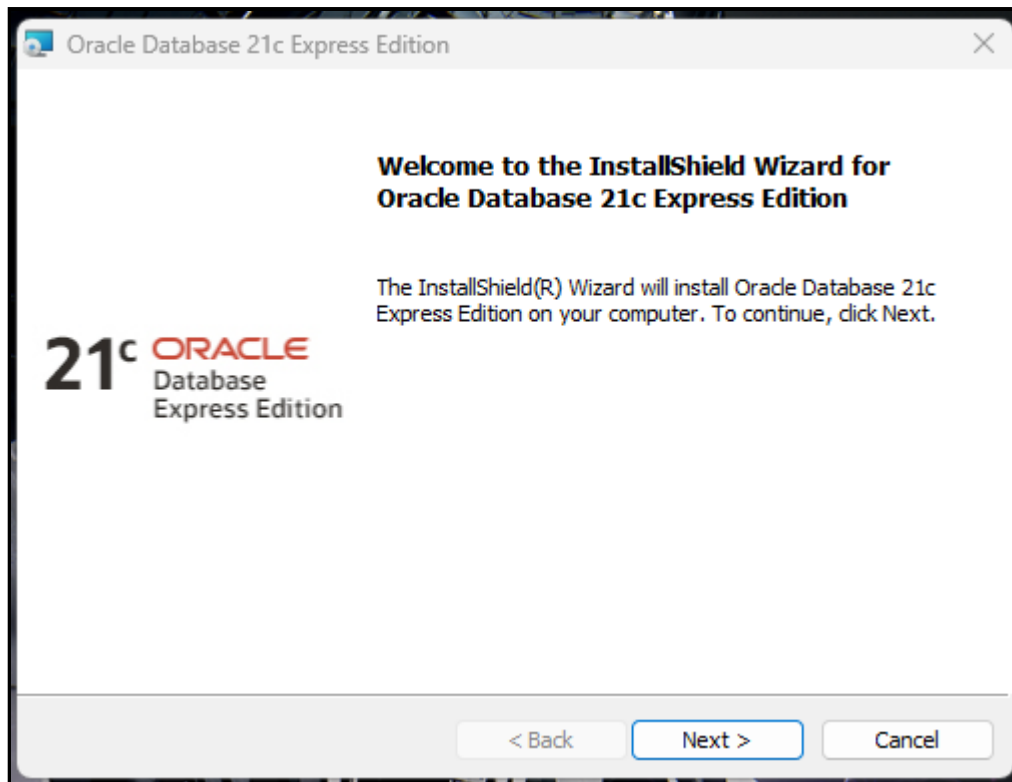 Oracle Database 21c Express Edition
Welcome to the InstallShield Wizard for
Oracle Database 21c Express Edition
The InstallShield(R) Wizard will install Oracle Database 21c
Express Edition on your computer. To continue, click Next.
21c ORACLE
Database
Express Edition
< Back
Next >
Cancel